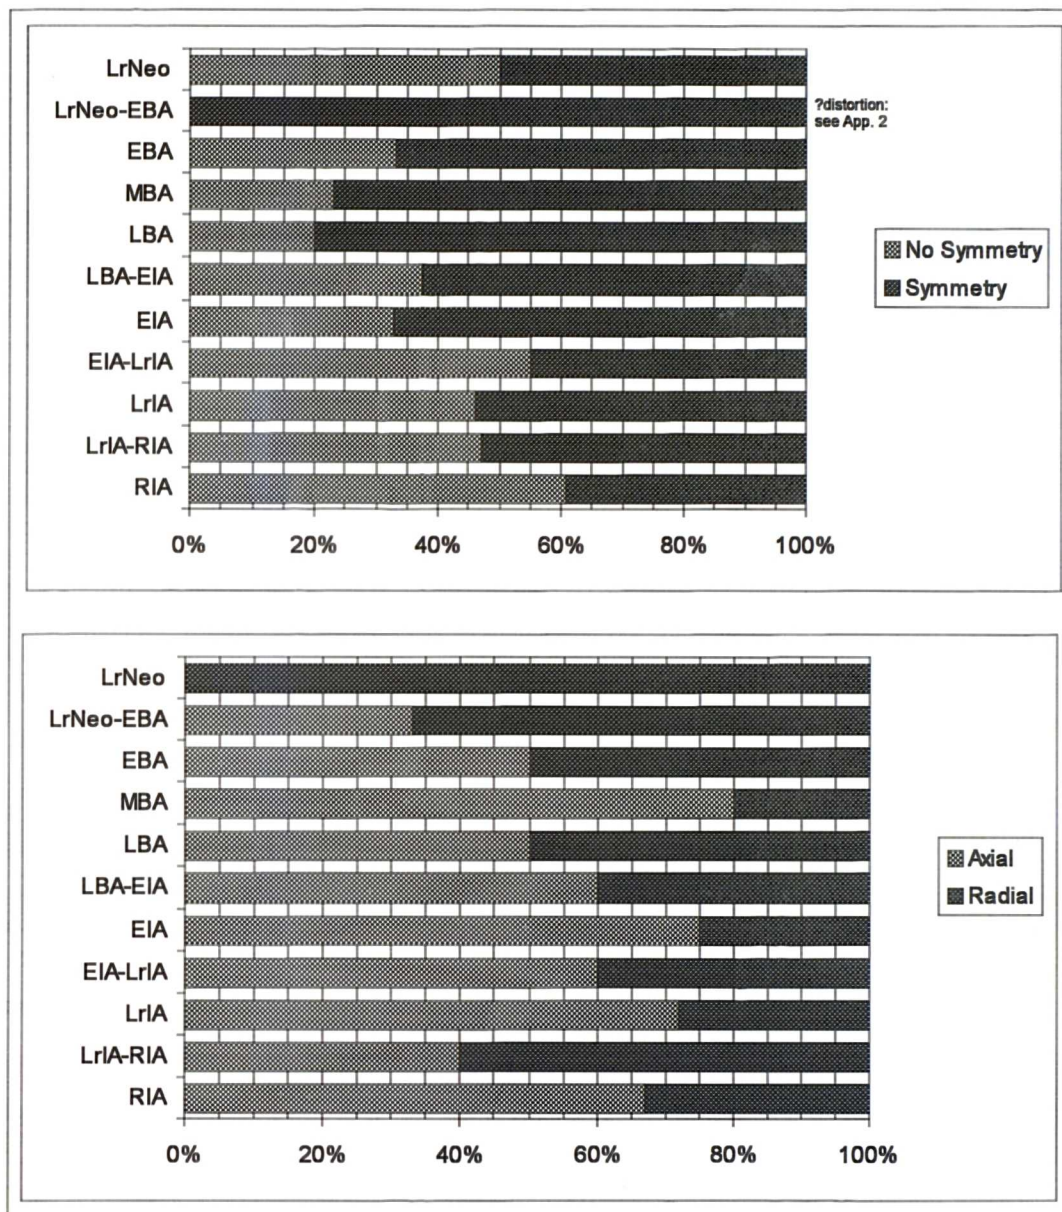 LrNeo
LrNeo-EBA
?distortion:
see App. 2
EBA
MBA
LBA
LBA-EIA
EIA
EIA-LrIA
LrIA
LrIA-RIA
RIA
0% 20% 40% 60% 80% 100%
No Symmetry
Symmetry
LrNeo
LrNeo-EBA
EBA
MBA
LBA
LBA-EIA
EIA
EIA-LrIA
LrIA
LrIA-RIA
RIA
0% 20% 40% 60% 80% 100%
Axial
Radial